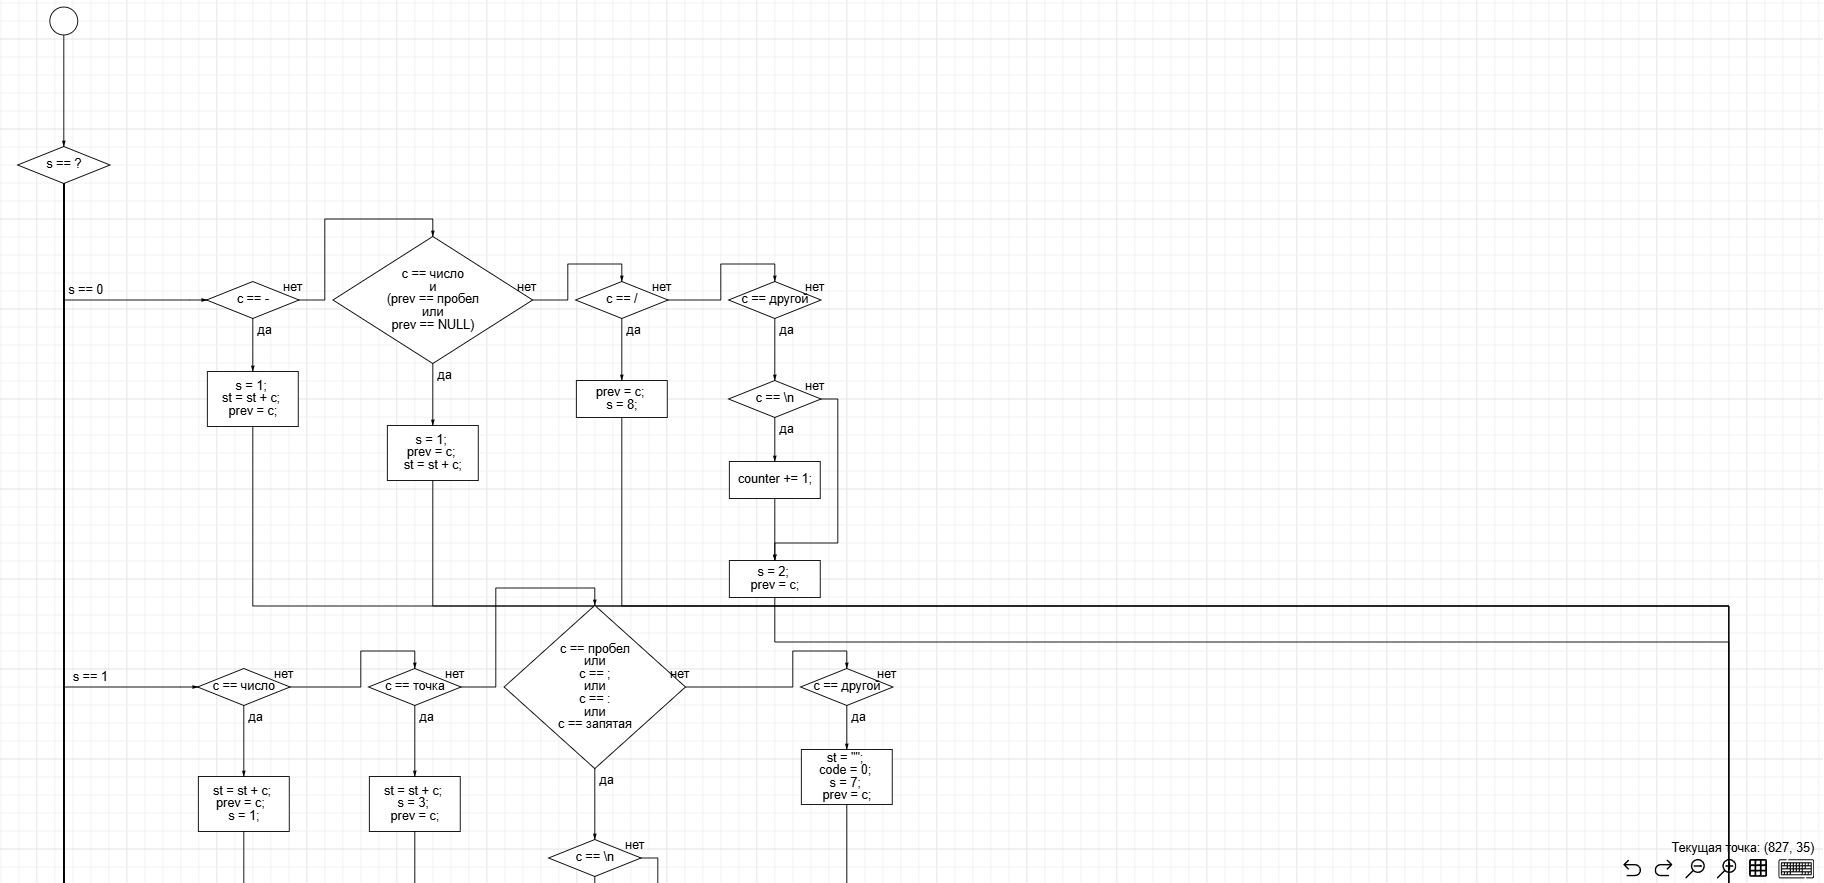 s == ?
s == 0
c == -
нет
да
s = 1;
st = st + c;
prev = c;
c == число
и
(prev == пробел
или
prev == NULL)
нет
да
s = 1;
prev = c;
st = st + c;
c == /
нет
да
prev = c;
s = 8;
c == другой
нет
да
c == \n
нет
да
counter += 1;
s = 2;
prev = c;
s == 1
c == число
нет
да
st = st + c;
prev = c;
s = 1;
c == точка
нет
да
st = st + c;
s = 3;
prev = c;
c == пробел
или
c == ;
или
c == :
или
c == запятая
нет
да
c == \n
нет
c == другой
нет
да
st = "";
code = 0;
s = 7;
prev = c;
Текущая точка: (827, 35)